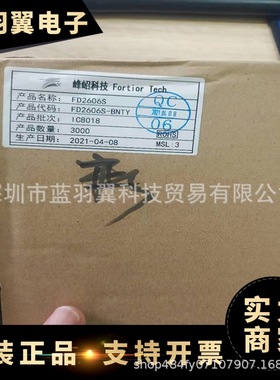 蓝羽翼电子
峰岹科技 Fortior Tech
产品名称: FD2606S
产品代码: FD2606S-BNTY
产品批次: 1CB018
产品数量: 3000
生产日期: 2021-04-08
QC
06
ROHS
MSL:3
深圳市蓝羽翼科技贸易有限公司
实
商
装正品 · 支持开票